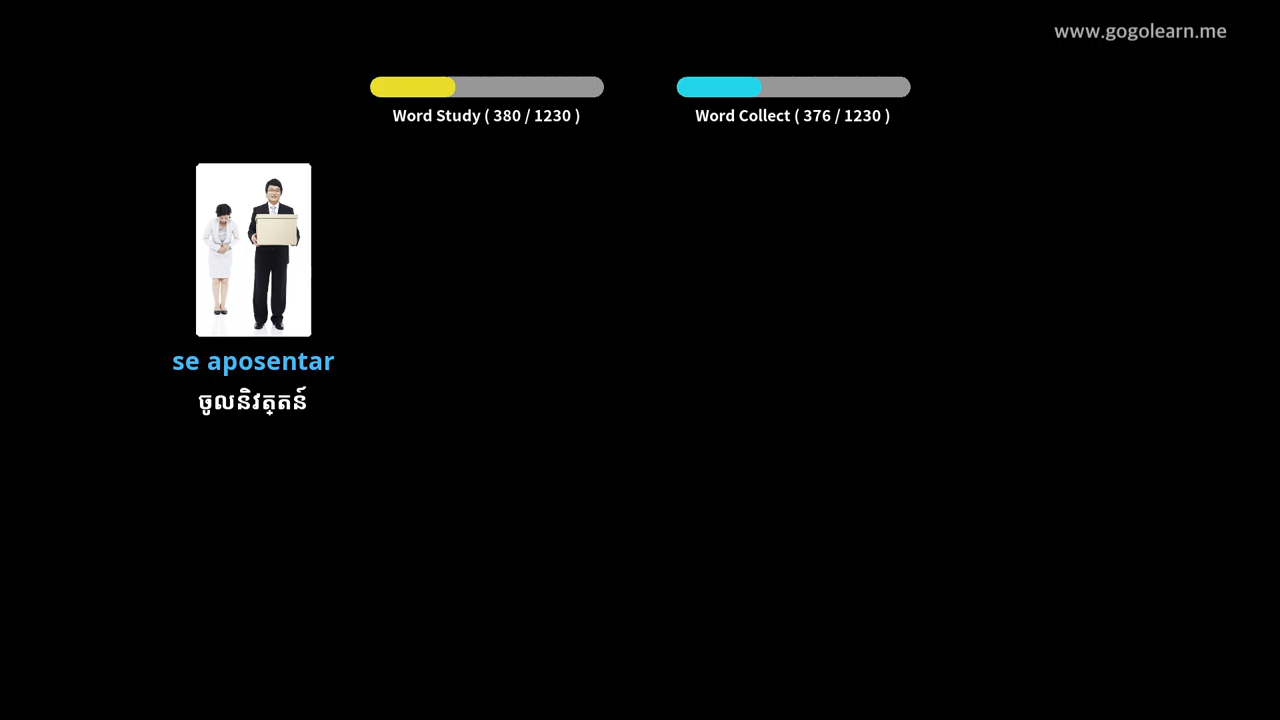 www.gogolearn.me
Word Study ( 380 / 1230 )
Word Collect ( 376 / 1230 )
se aposentar
ចូលនិវត្តន៍